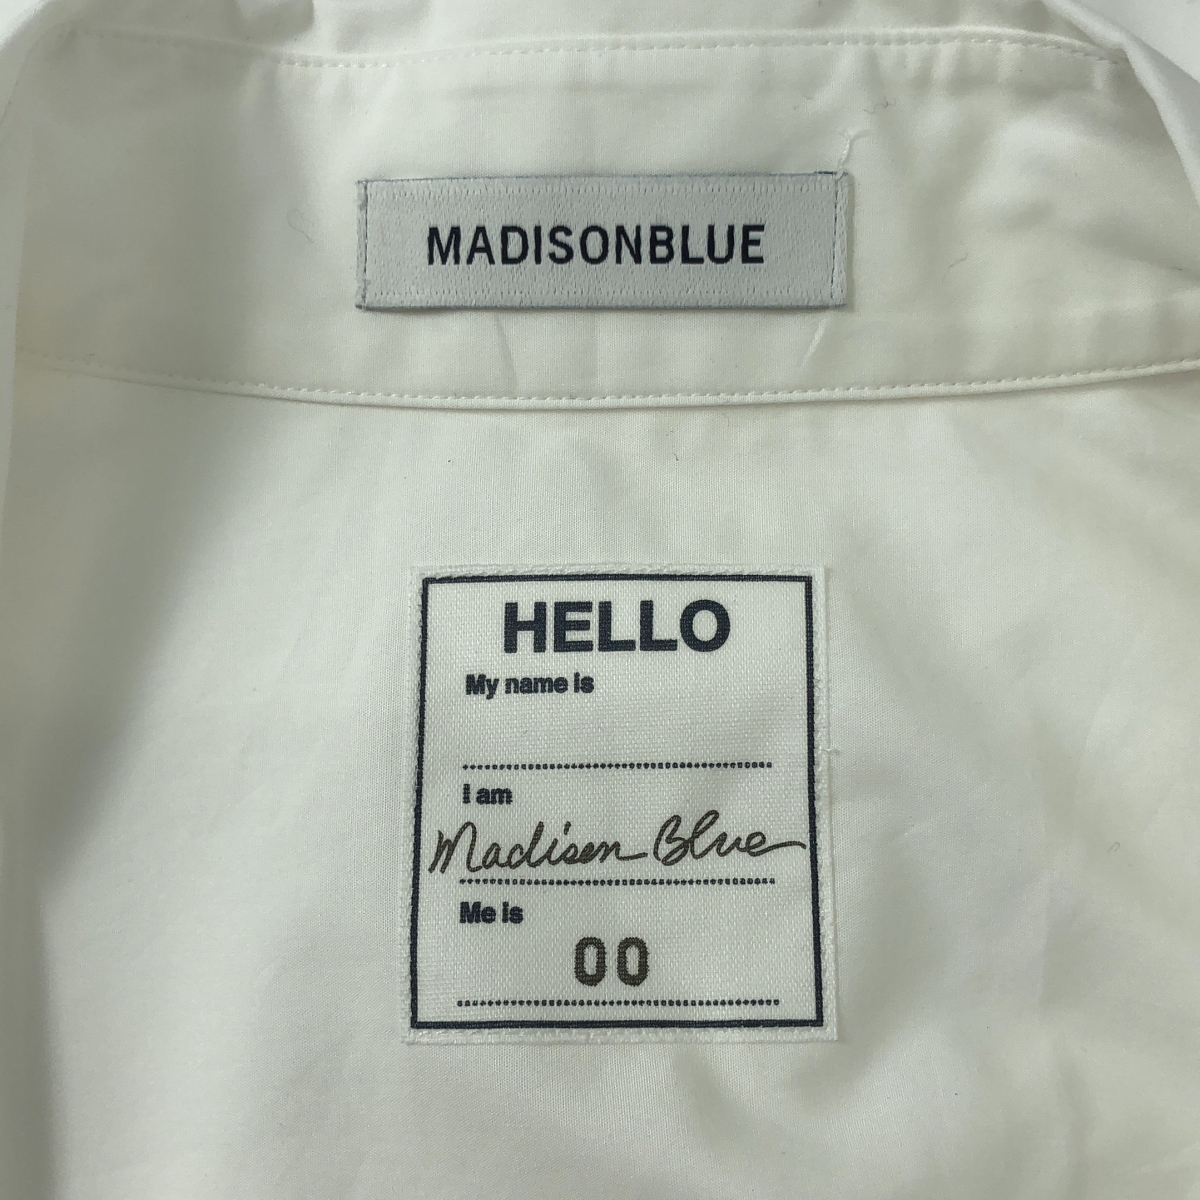 MADISONBLUE
HELLO
My name is
I am
Madison Blue
Me is
00